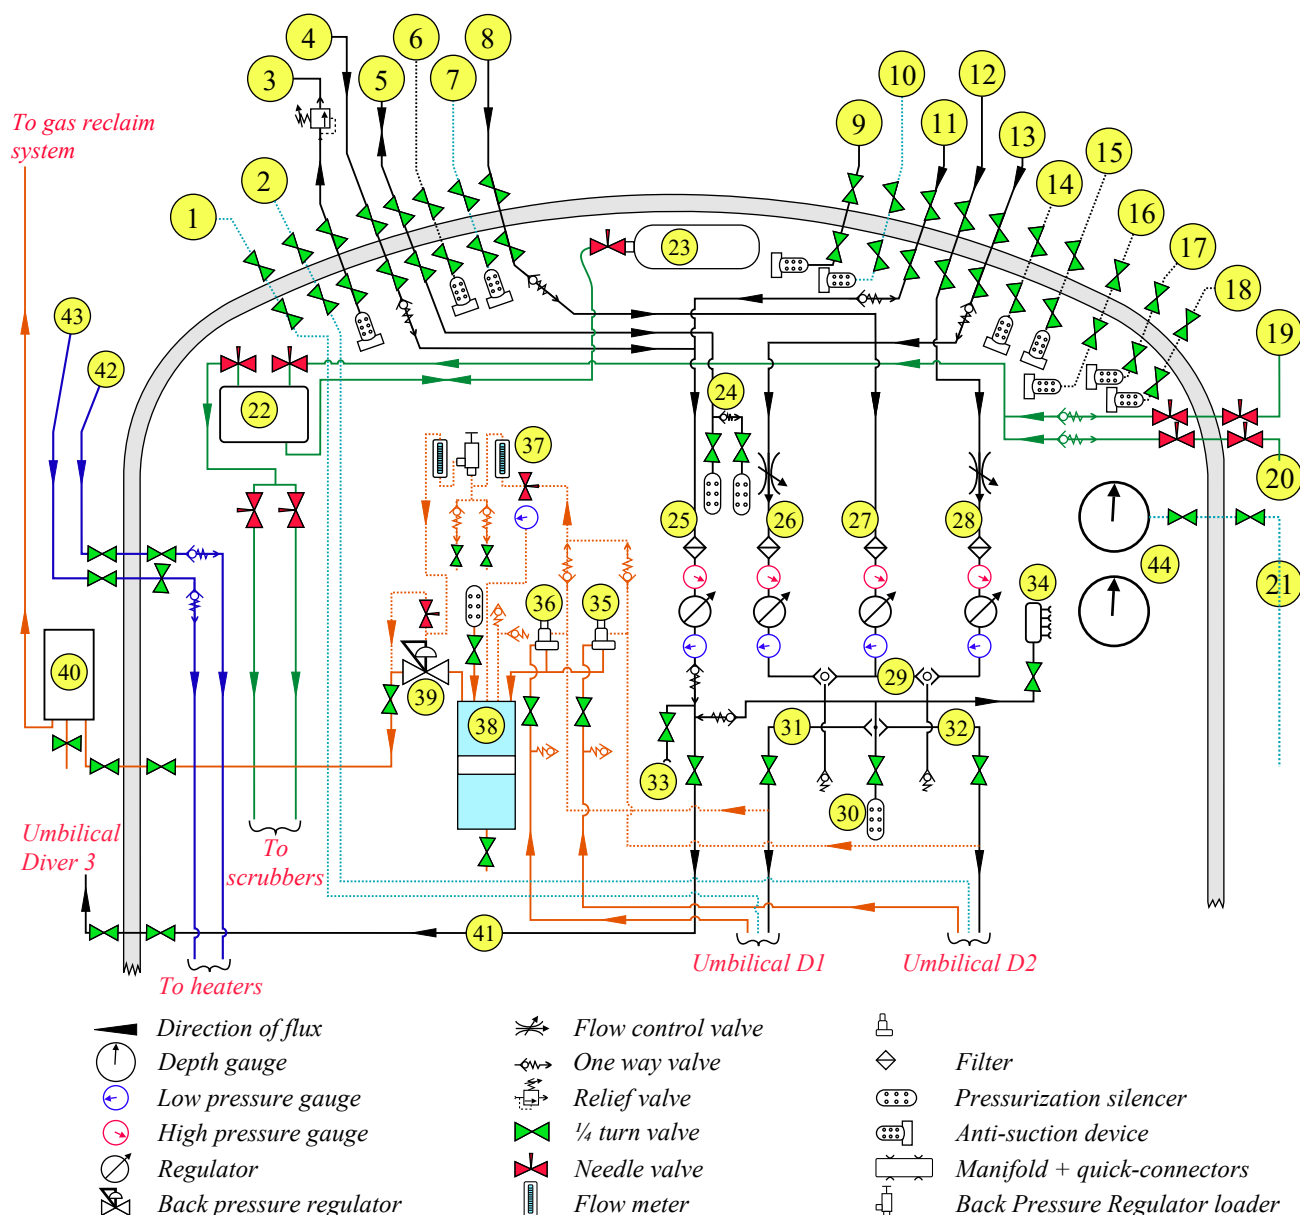 4
6
8
3
5
7
10
12
To gas reclaim
system
9
11
13
15
14
2
16
1
17
23
18
43
19
42
24
22
37
20
25
26
27
28
44
21
36
35
34
40
39
38
29
31
32
33
30
Umbilical
Diver 3
To
scrubbers
41
Umbilical D1
Umbilical D2
To heaters
Direction of flux
Flow control valve
Depth gauge
One way valve
Filter
Low pressure gauge
Relief valve
Pressurization silencer
High pressure gauge
¼ turn valve
Anti-suction device
Regulator
Needle valve
Manifold + quick-connectors
Back pressure regulator
Flow meter
Back Pressure Regulator loader